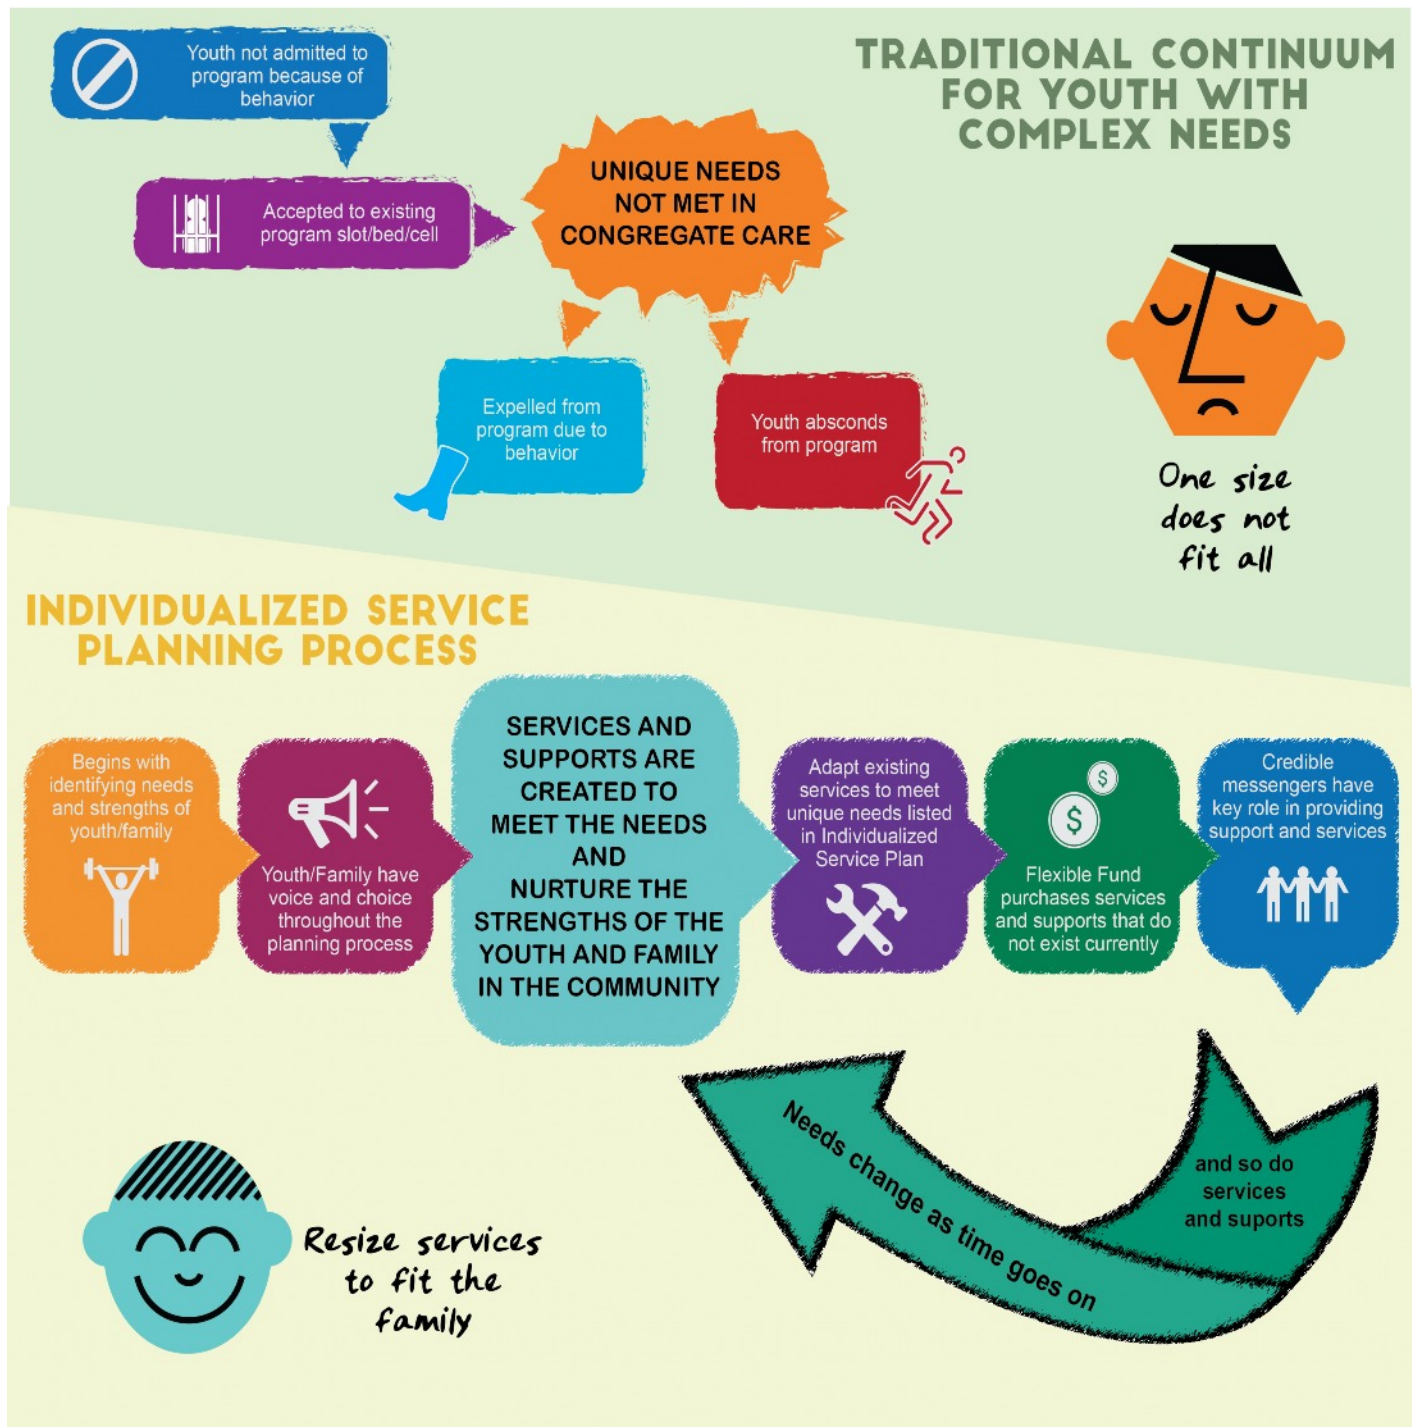 Youth not admitted to
program because of
behavior
TRADITIONAL CONTINUUM
FOR YOUTH WITH
COMPLEX NEEDS
Accepted to existing
program slot/bed/cell
UNIQUE NEEDS
NOT MET IN
CONGREGATE CARE
Expelled from
program due to
behavior
Youth absconds
from program
One size
does not
fit all
INDIVIDUALIZED SERVICE
PLANNING PROCESS
Begins with
identifying needs
and strengths of
youth/family
Youth/Family have
voice and choice
throughout the
planning process
SERVICES AND
SUPPORTS ARE
CREATED TO
MEET THE NEEDS
AND
NURTURE THE
STRENGTHS OF THE
YOUTH AND FAMILY
IN THE COMMUNITY
Adapt existing
services to meet
unique needs listed
in Individualized
Service Plan
$
$
Flexible Fund
purchases services
and supports that do
not exist currently
Credible
messengers have
key role in providing
support and services
Needs change as time goes on
and so do
services
and suports
Resize services
to fit the
family